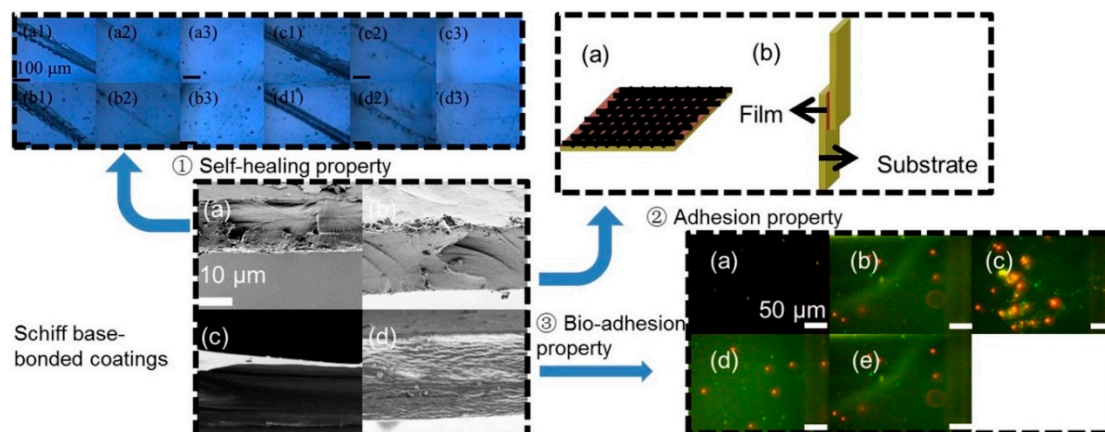 (a1) (a2) (a3) (c1) (c2) (c3)
100 μm
(b1) (b2) (b3) (d1) (d2) (d3)
① Self-healing property
(a) (b)
Film
Substrate
② Adhesion property
(a) (b)
10 μm
(c) (d)
Schiff base-
bonded coatings
③ Bio-adhesion
property
(a) (b) (c)
50 μm
(d) (e)